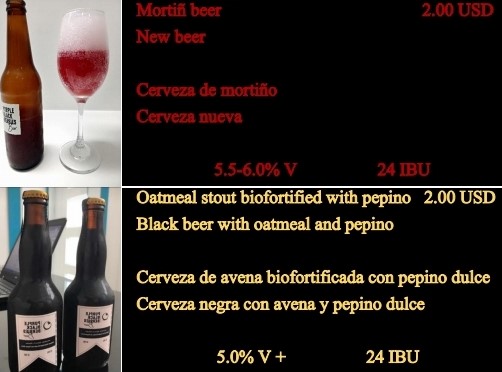 Mortiñ beer 2.00 USD
New beer
Cerveza de mortiño
Cerveza nueva
5.5-6.0% V 24 IBU
Oatmeal stout biofortified with pepino 2.00 USD
Black beer with oatmeal and pepino
Cerveza de avena biofortificada con pepino dulce
Cerveza negra con avena y pepino dulce
5.0% V + 24 IBU